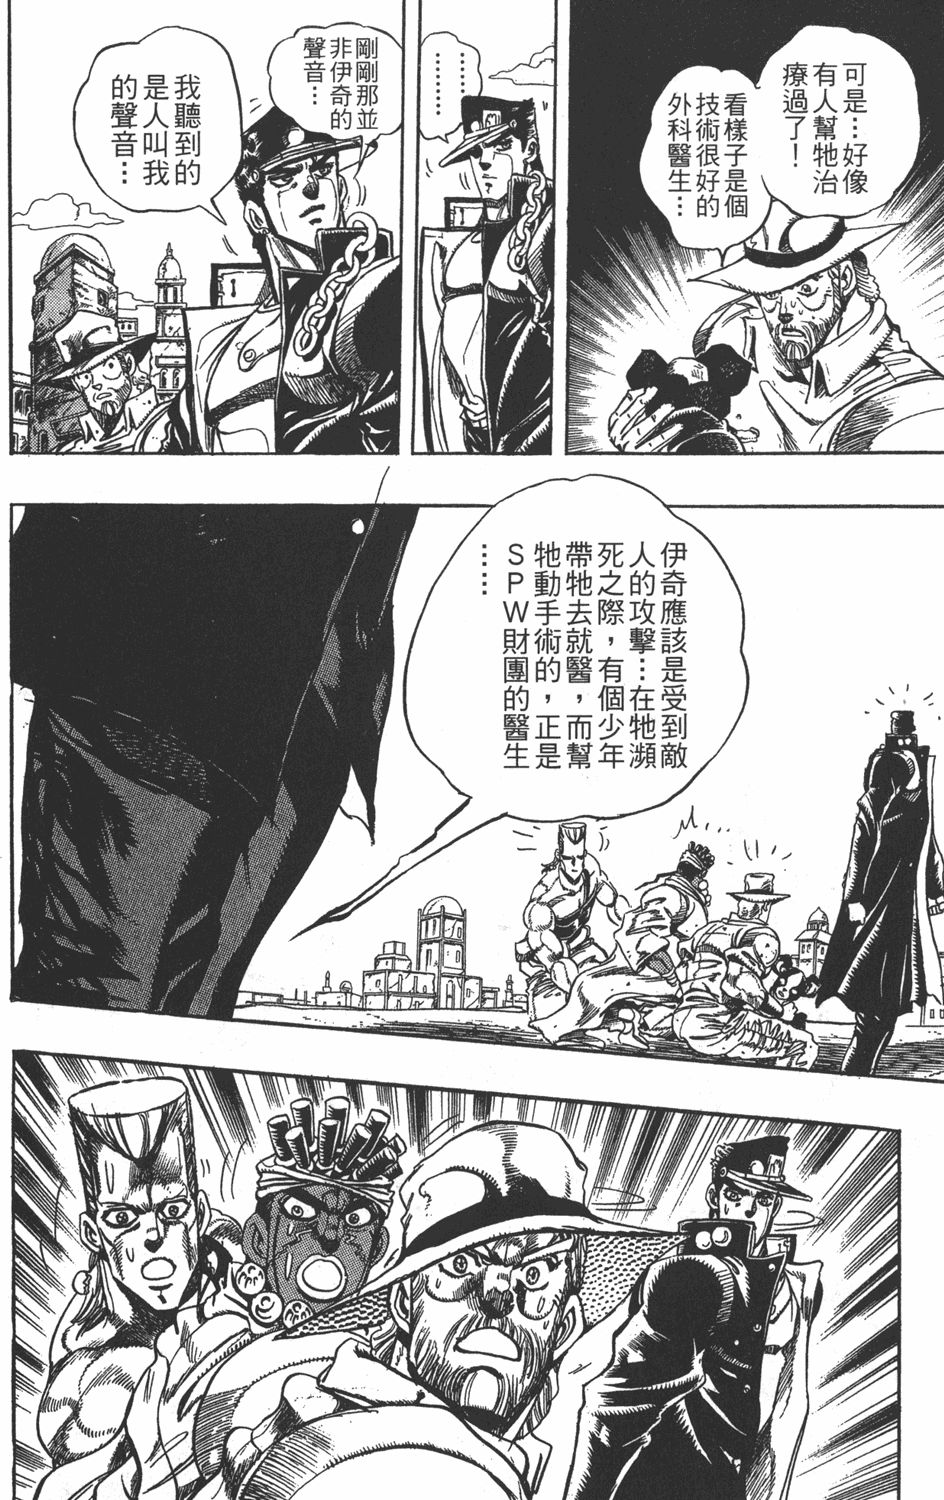 可是…好像
有人幫牠治
療過了！
看樣子是個
技術很好的
外科醫生…
………
………
剛剛那並
非伊奇的
聲音…
我聽到的
是人叫我
的聲音…
伊奇應該是受到敵
人的攻擊…在牠瀕
死之際，有個少年
帶牠去就醫，而幫
牠動手術的，正是
SPW財團的醫生
……